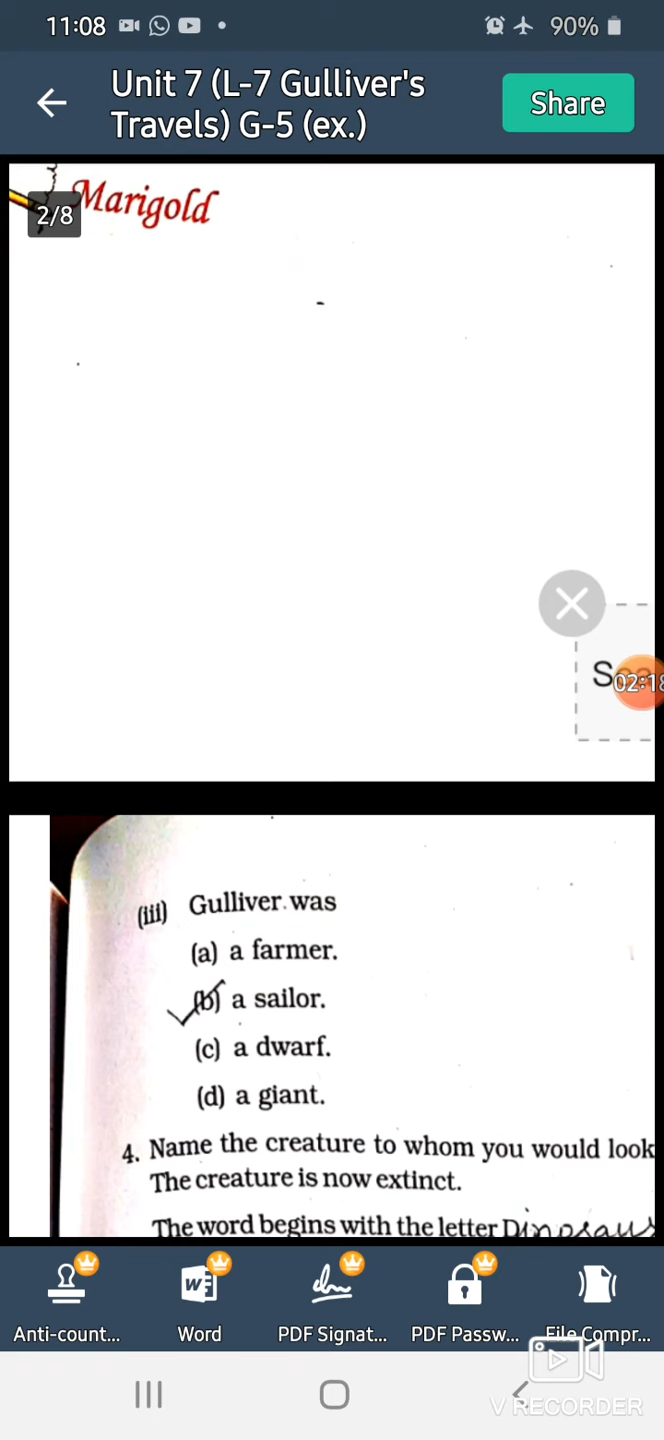 11:08
90%
Unit 7 (L-7 Gulliver's
Travels) G-5 (ex.)
Share
Marigold
2/8
02:18
(iii) Gulliver was
(a) a farmer.
(b) a sailor.
(c) a dwarf.
(d) a giant.
4. Name the creature to whom you would look
The creature is now extinct.
The word begins with the letter Dinosaus
Anti-count...
Word
PDF Signat...
PDF Passw...
File Compr...
V RECORDER